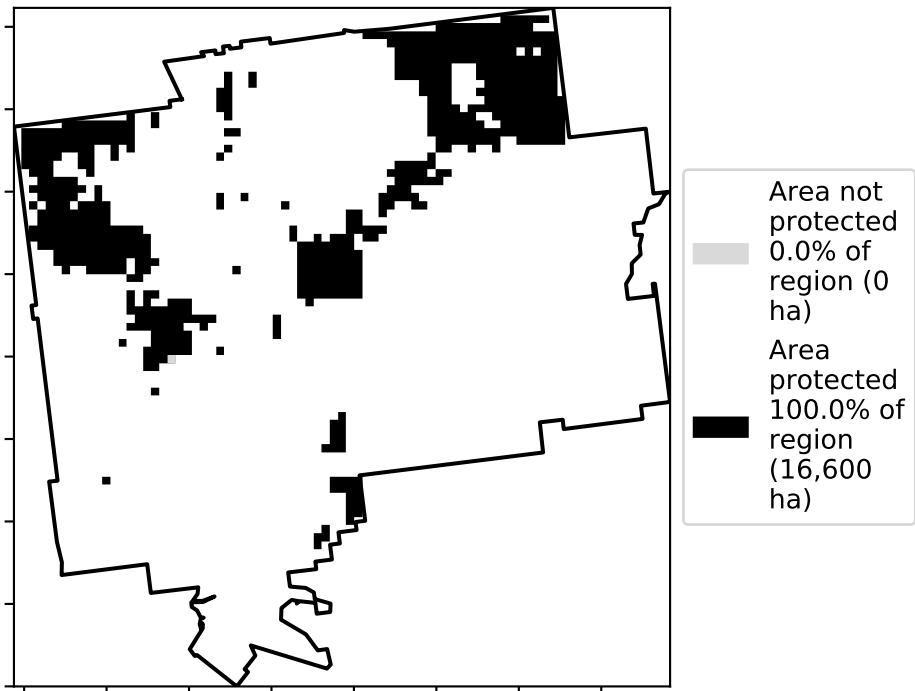 Area not
protected
0.0% of
region (0
ha)
Area
protected
100.0% of
region
(16,600
ha)